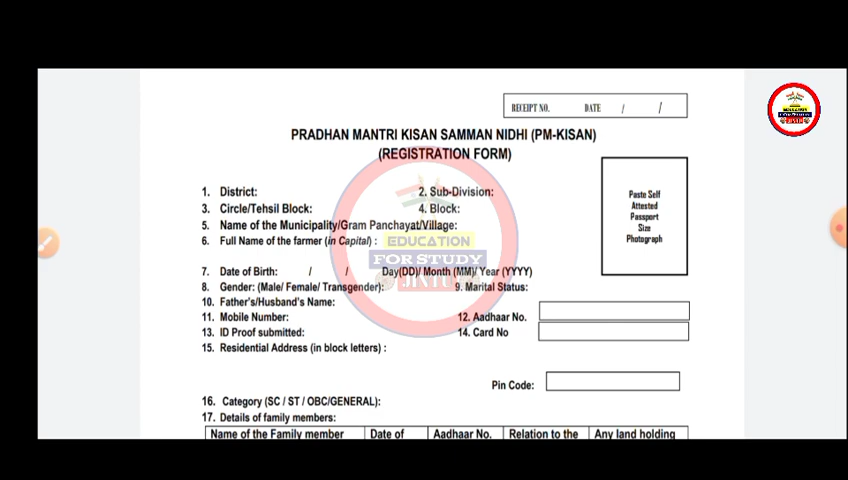 RECEIPT NO. DATE / /
PRADHAN MANTRI KISAN SAMMAN NIDHI (PM-KISAN)
(REGISTRATION FORM)
Paste Self
Attested
Passport
Size
Photograph
1. District: 2. Sub-Division:
3. Circle/Tehsil Block: 4. Block:
5. Name of the Municipality/Gram Panchayat/Village:
6. Full Name of the farmer (in Capital) :
7. Date of Birth: / / Day(DD)/ Month (MM)/ Year (YYYY)
8. Gender: (Male/ Female/ Transgender): 9. Marital Status:
10. Father's/Husband's Name:
11. Mobile Number: 12. Aadhaar No.
13. ID Proof submitted: 14. Card No
15. Residential Address (in block letters) :
Pin Code:
16. Category (SC / ST / OBC/GENERAL):
17. Details of family members:
Name of the Family member Date of Aadhaar No. Relation to the Any land holding
EDUCATION
FOR STUDY
JKTU